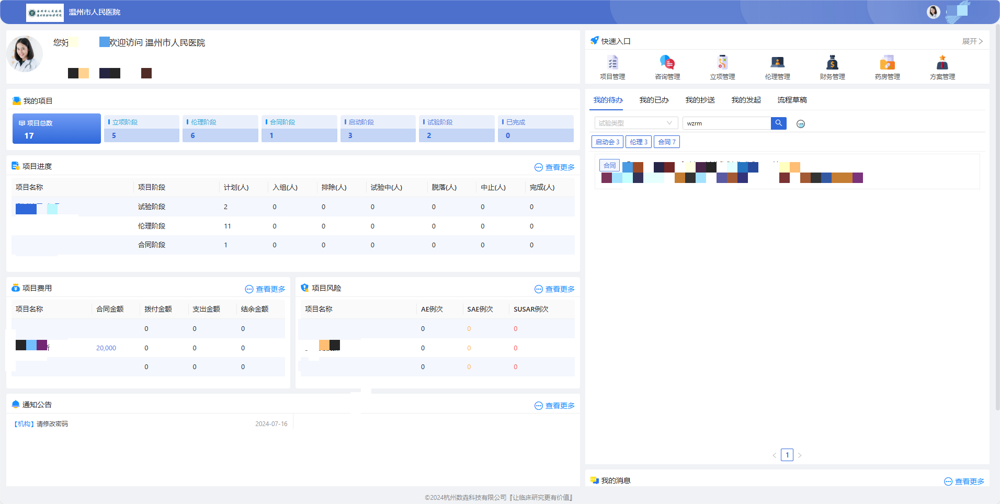 温州市人民医院
您好
欢迎访问 温州市人民医院
快速入口
展开
项目管理 咨询管理 立项管理 伦理管理 财务管理 药房管理 方案管理
我的项目
项目总数 立项阶段 伦理阶段 合同阶段 启动阶段 试验阶段 已完成
17 5 6 1 3 2 0
项目进度
查看更多
项目名称 项目阶段 计划(人) 入组(人) 排除(人) 试验中(人) 脱落(人) 中止(人) 完成(人)
试验阶段 2 0 0 0 0 0 0
伦理阶段 11 0 0 0 0 0 0
合同阶段 1 0 0 0 0 0 0
项目费用
查看更多
项目名称 合同金额 拨付金额 支出金额 结余金额
0 0 0
20,000 0 0 0
0 0 0
项目风险
查看更多
项目名称 AE例次 SAE例次 SUSAR例次
0 0 0
0 0 0
0 0 0
通知公告
查看更多
【机构】请修改密码 2024-07-16
我的待办 我的已办 我的抄送 我的发起 流程草稿
试验类型 wzrm
启动会 3 伦理 3 合同 7
合同
1
我的消息
查看更多
©2024杭州数垚科技有限公司『让临床研究更有价值』